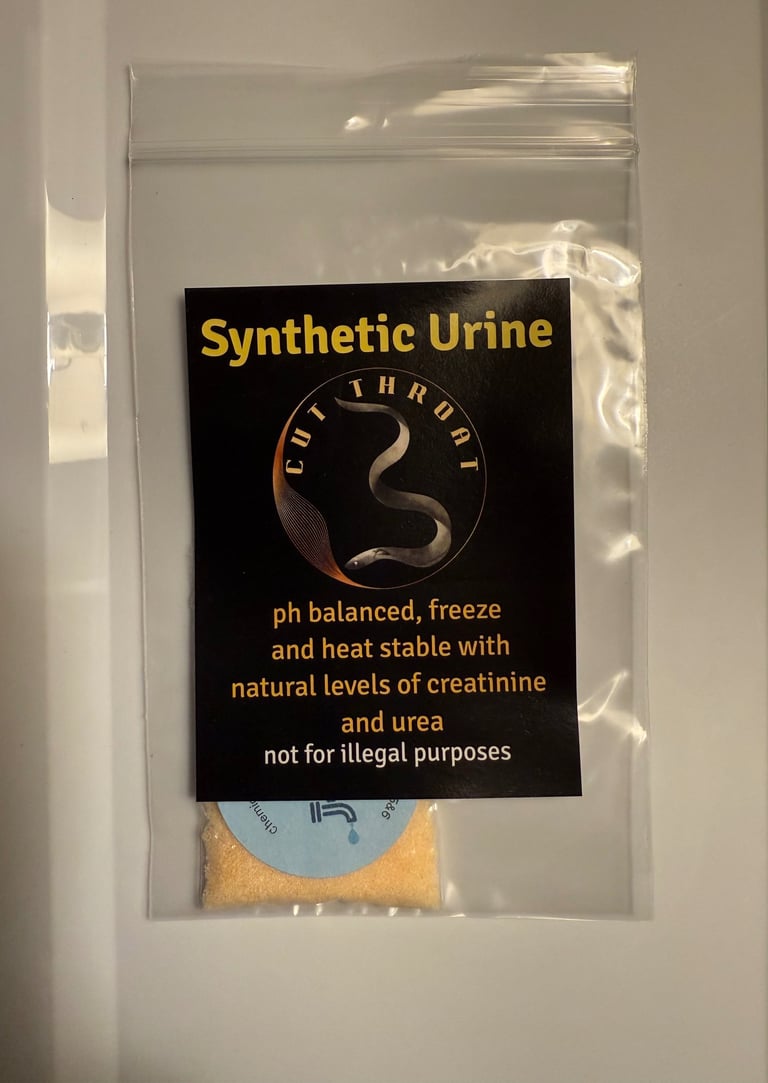 Synthetic Urine
CUT THROAT
ph balanced, freeze
and heat stable with
natural levels of creatinine
and urea
not for illegal purposes